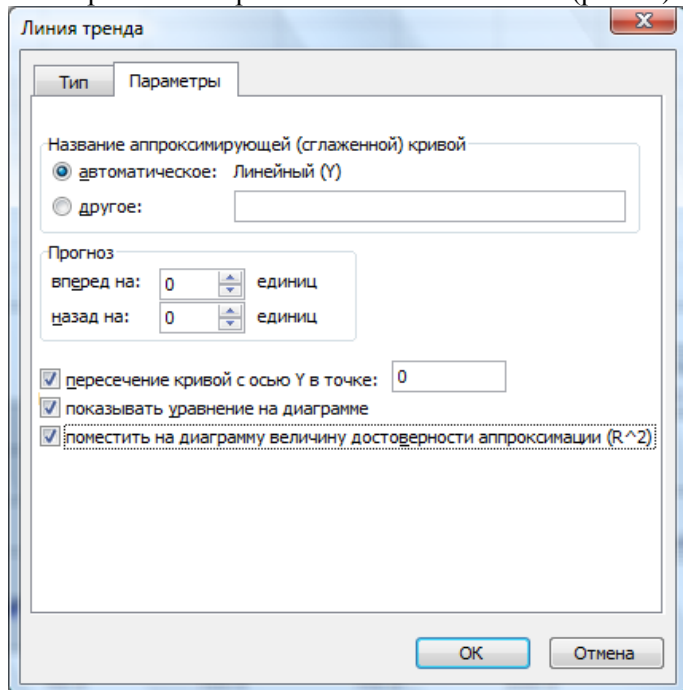 Линия тренда
Тип Параметры
Название аппроксимирующей (сглаженной) кривой
автоматическое: Линейный (Y)
другое:
Прогноз
вперед на: 0 единиц
назад на: 0 единиц
пересечение кривой с осью Y в точке: 0
показывать уравнение на диаграмме
поместить на диаграмму величину достоверности аппроксимации (R^2)
ОК Отмена